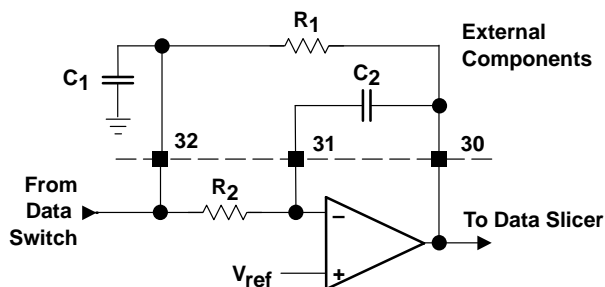 R1
External
Components
C1
C2
32
31
30
From
Data
Switch
R2
−
+
To Data Slicer
Vref